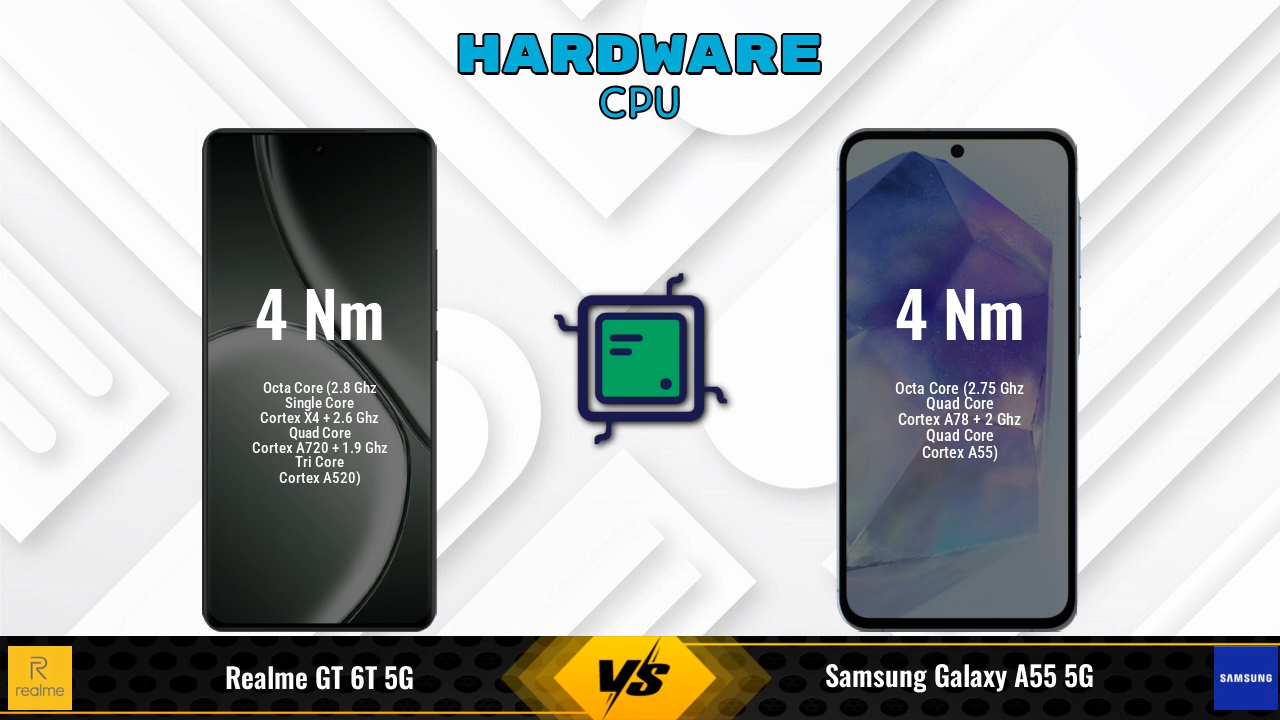 HARDWARE
CPU
4 Nm
Octa Core (2.8 Ghz
Single Core
Cortex X4 + 2.6 Ghz
Quad Core
Cortex A720 + 1.9 Ghz
Tri Core
Cortex A520)
4 Nm
Octa Core (2.75 Ghz
Quad Core
Cortex A78 + 2 Ghz
Quad Core
Cortex A55)
realme
Realme GT 6T 5G
VS
Samsung Galaxy A55 5G
SAMSUNG